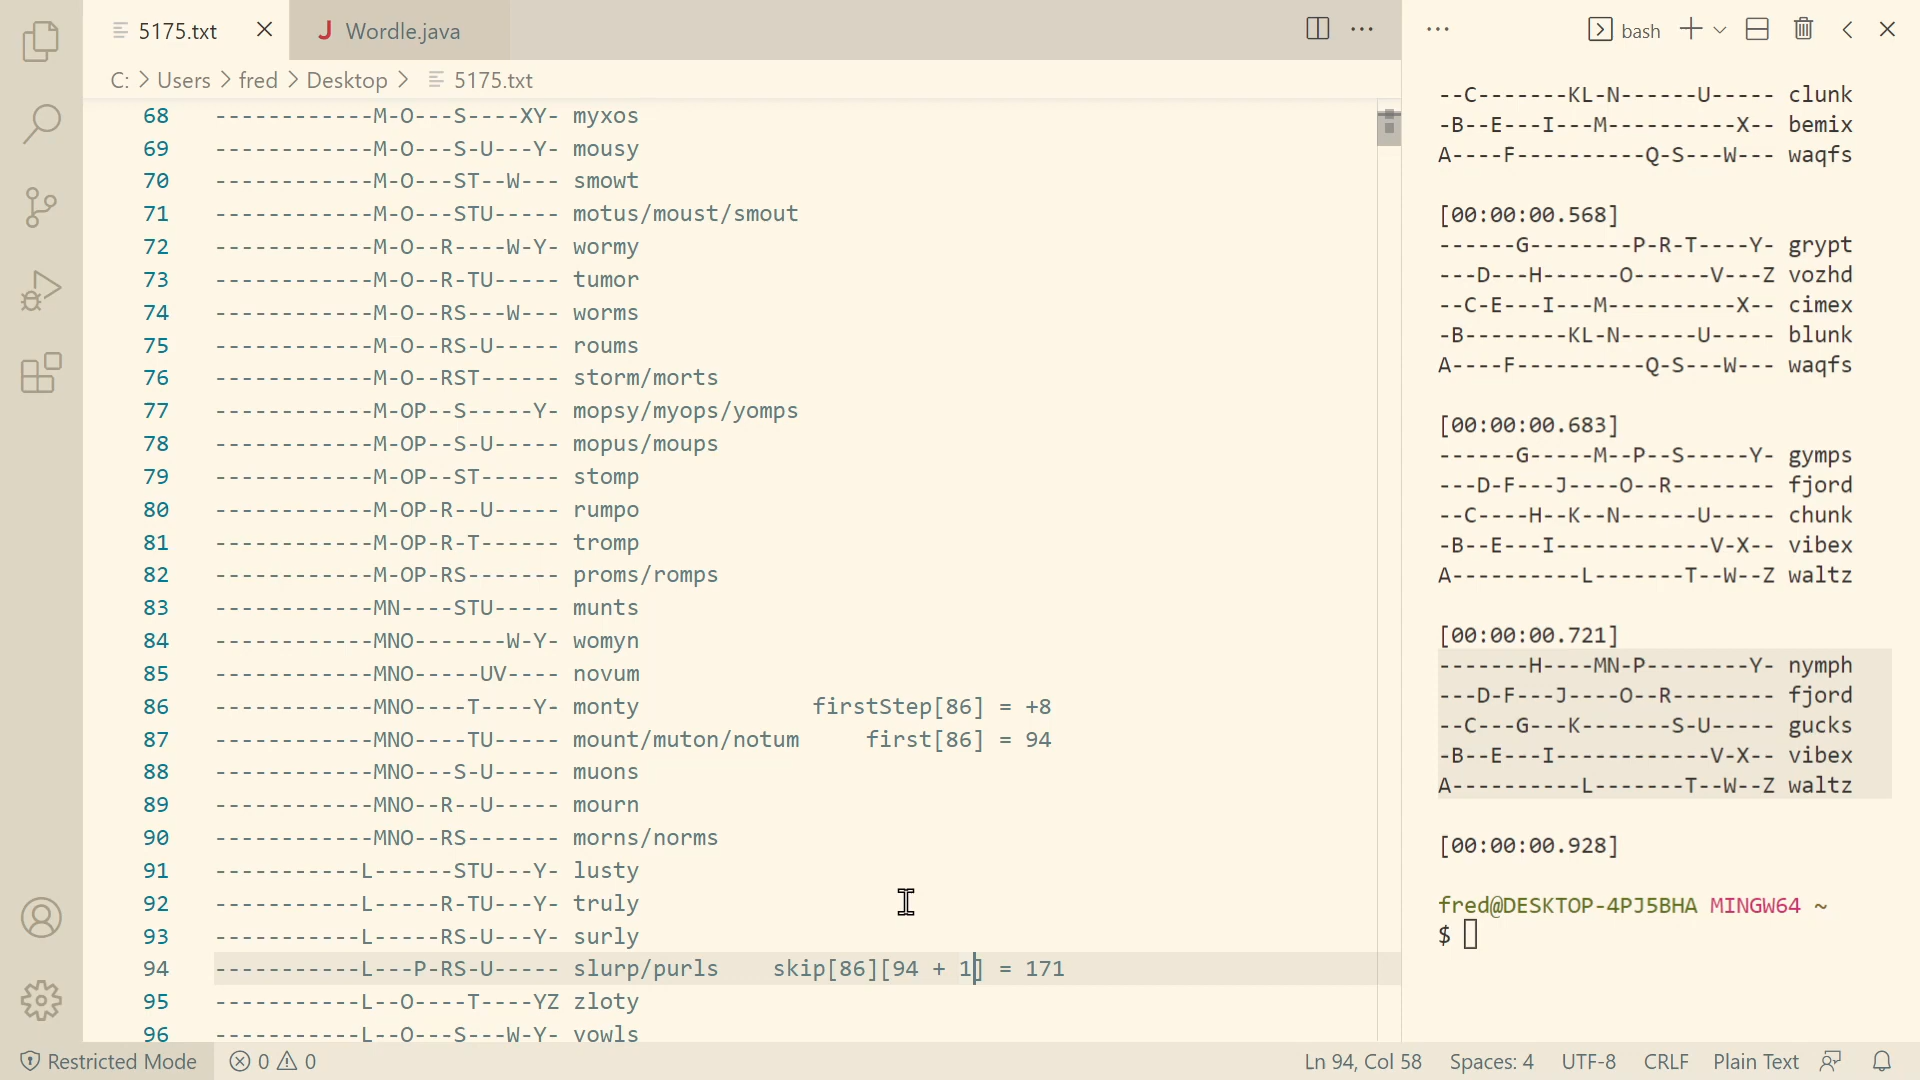 5175.txt
Wordle.java
C: > Users > fred > Desktop > 5175.txt
68 ------------M-O---S----XY- myxos
69 ------------M-O---S-U---Y- mousy
70 ------------M-O---ST--W--- smowt
71 ------------M-O---STU----- motus/moust/smout
72 ------------M-O--R----W-Y- wormy
73 ------------M-O--R-TU----- tumor
74 ------------M-O--RS---W--- worms
75 ------------M-O--RS-U----- roums
76 ------------M-O--RST------ storm/morts
77 ------------M-OP--S-----Y- mopsy/myops/yomps
78 ------------M-OP--S-U----- mopus/moups
79 ------------M-OP--ST------ stomp
80 ------------M-OP-R--U----- rumpo
81 ------------M-OP-R-T------ tromp
82 ------------M-OP-RS------- proms/romps
83 ------------MN----STU----- munts
84 ------------MNO-------W-Y- womyn
85 ------------MNO-----UV---- novum
86 ------------MNO----T----Y- monty firstStep[86] = +8
87 ------------MNO----TU----- mount/muton/notum first[86] = 94
88 ------------MNO---S-U----- muons
89 ------------MNO--R--U----- mourn
90 ------------MNO--RS------- morns/norms
91 -----------L------STU---Y- lusty
92 -----------L-----R-TU---Y- truly
93 -----------L-----RS-U---Y- surly
94 -----------L---P-RS-U----- slurp/purls skip[86][94 + 1] = 171
95 -----------L--O----T----YZ zloty
96 -----------L--O---S---W-Y- yowls
bash
--C-------KL-N------U----- clunk
-B--E---I---M----------X-- bemix
A----F----------Q-S---W--- waqfs
[00:00:00.568]
------G--------P-R-T----Y- grypt
---D---H------O------V---Z vozhd
--C-E---I---M----------X-- cimex
-B--------KL-N------U----- blunk
A----F----------Q-S---W--- waqfs
[00:00:00.683]
------G-----M--P--S-----Y- gymps
---D-F---J----O--R-------- fjord
--C----H--K--N------U----- chunk
-B--E---I------------V-X-- vibex
A----------L-------T--W--Z waltz
[00:00:00.721]
-------H----MN-P--------Y- nymph
---D-F---J----O--R-------- fjord
--C---G---K-------S-U----- gucks
-B--E---I------------V-X-- vibex
A----------L-------T--W--Z waltz
[00:00:00.928]
fred@DESKTOP-4PJ5BHA MINGW64 ~
$
Restricted Mode 0 0 Ln 94, Col 58 Spaces: 4 UTF-8 CRLF Plain Text